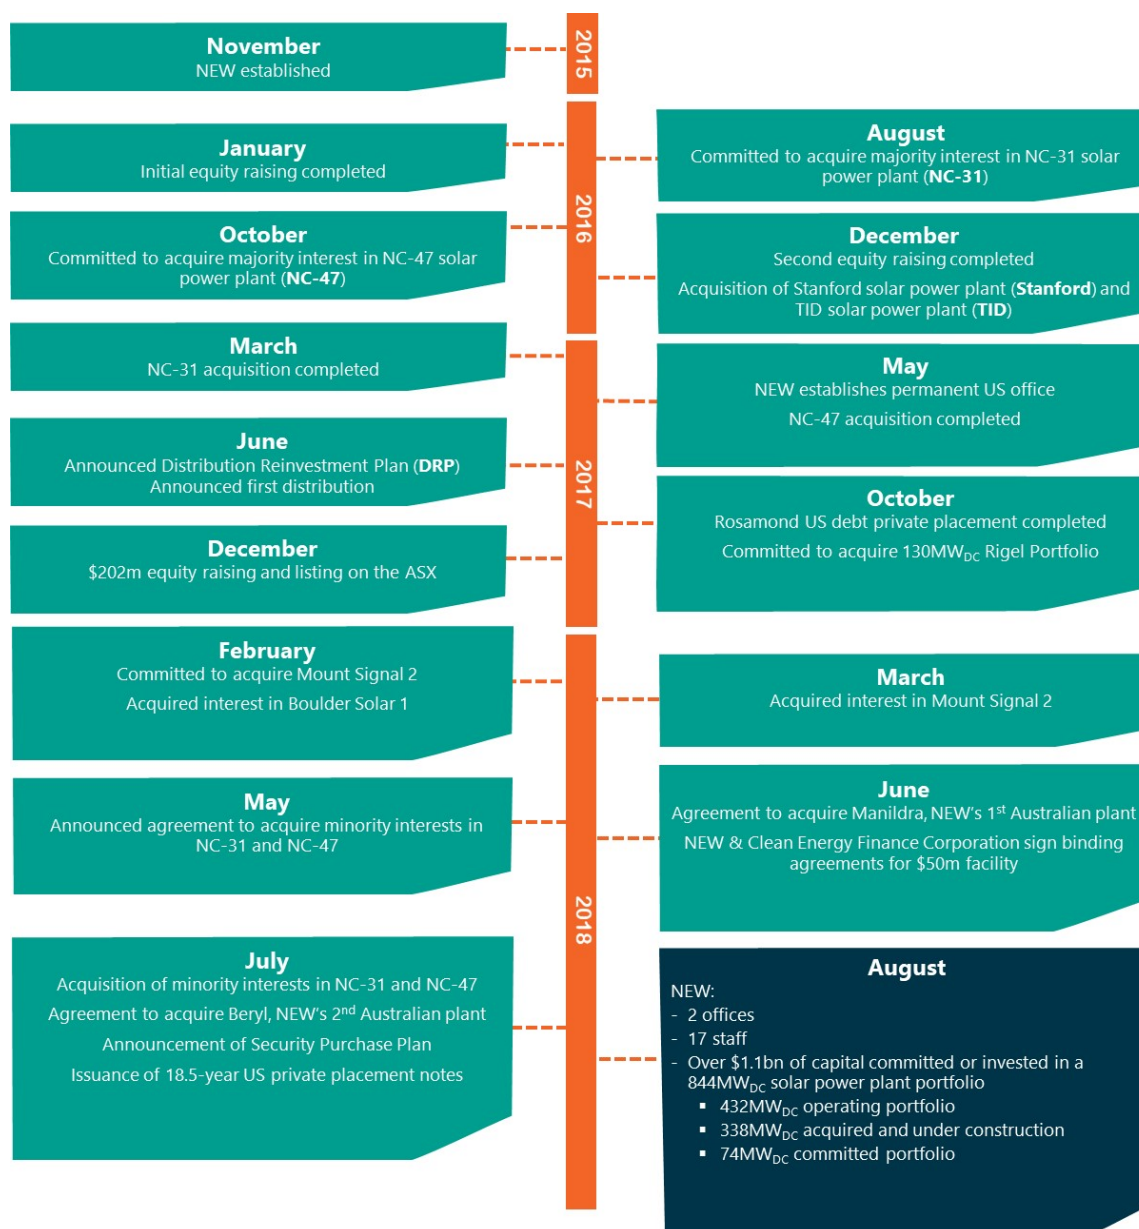 2015
November
NEW established
2016
January
Initial equity raising completed
August
Committed to acquire majority interest in NC-31 solar
power plant (NC-31)
October
Committed to acquire majority interest in NC-47 solar
power plant (NC-47)
December
Second equity raising completed
Acquisition of Stanford solar power plant (Stanford) and
TID solar power plant (TID)
2017
March
NC-31 acquisition completed
May
NEW establishes permanent US office
NC-47 acquisition completed
June
Announced Distribution Reinvestment Plan (DRP)
Announced first distribution
October
Rosamond US debt private placement completed
Committed to acquire 130MWDC Rigel Portfolio
December
$202m equity raising and listing on the ASX
2018
February
Committed to acquire Mount Signal 2
Acquired interest in Boulder Solar 1
March
Acquired interest in Mount Signal 2
May
Announced agreement to acquire minority interests in
NC-31 and NC-47
June
Agreement to acquire Manildra, NEW’s 1st Australian plant
NEW & Clean Energy Finance Corporation sign binding
agreements for $50m facility
July
Acquisition of minority interests in NC-31 and NC-47
Agreement to acquire Beryl, NEW’s 2nd Australian plant
Announcement of Security Purchase Plan
Issuance of 18.5-year US private placement notes
August
NEW:
- 2 offices
- 17 staff
- Over $1.1bn of capital committed or invested in a
844MWDC solar power plant portfolio
▪ 432MWDC operating portfolio
▪ 338MWDC acquired and under construction
▪ 74MWDC committed portfolio